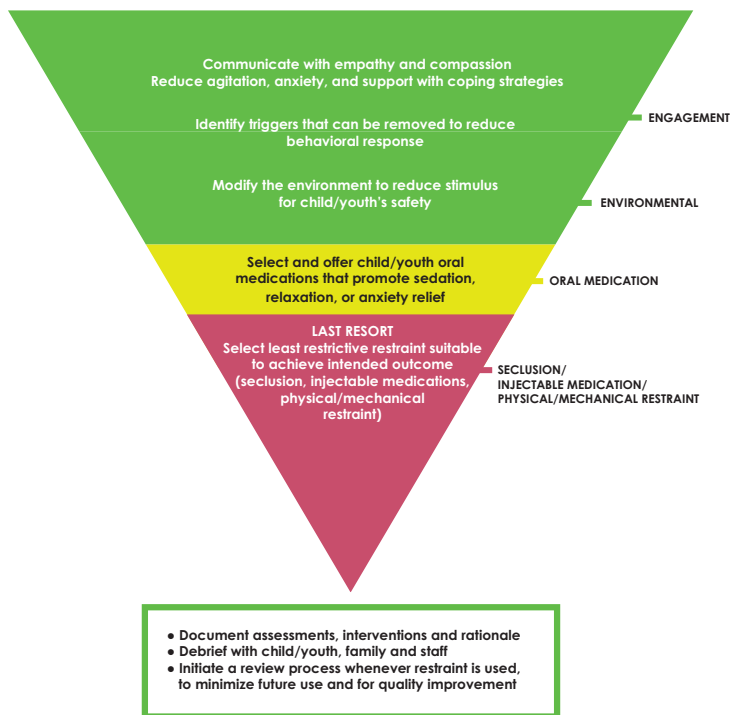 Communicate with empathy and compassion
Reduce agitation, anxiety, and support with coping strategies
Identify triggers that can be removed to reduce
behavioral response
ENGAGEMENT
Modify the environment to reduce stimulus
for child/youth's safety
ENVIRONMENTAL
Select and offer child/youth oral
medications that promote sedation,
relaxation, or anxiety relief
ORAL MEDICATION
LAST RESORT
Select least restrictive restraint suitable
to achieve intended outcome
(seclusion, injectable medications,
physical/mechanical
restraint)
SECLUSION/
INJECTABLE MEDICATION/
PHYSICAL/MECHANICAL RESTRAINT
● Document assessments, interventions and rationale
● Debrief with child/youth, family and staff
● Initiate a review process whenever restraint is used,
to minimize future use and for quality improvement